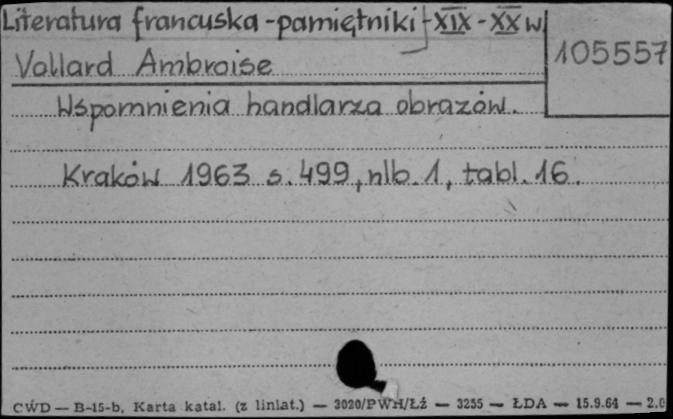 Literatura francuska - pamiętniki - XIX - XX w.
105557
Vollard Ambroise
Wspomnienia handlarza obrazów.
Kraków 1963 s. 499, nlb. 1, tabl. 16.
CWD — B-15-b, Karta katal. (z liniat.) — 3020/PWH/Łź — 3255 — ŁDA — 15.9.64 — 2.0